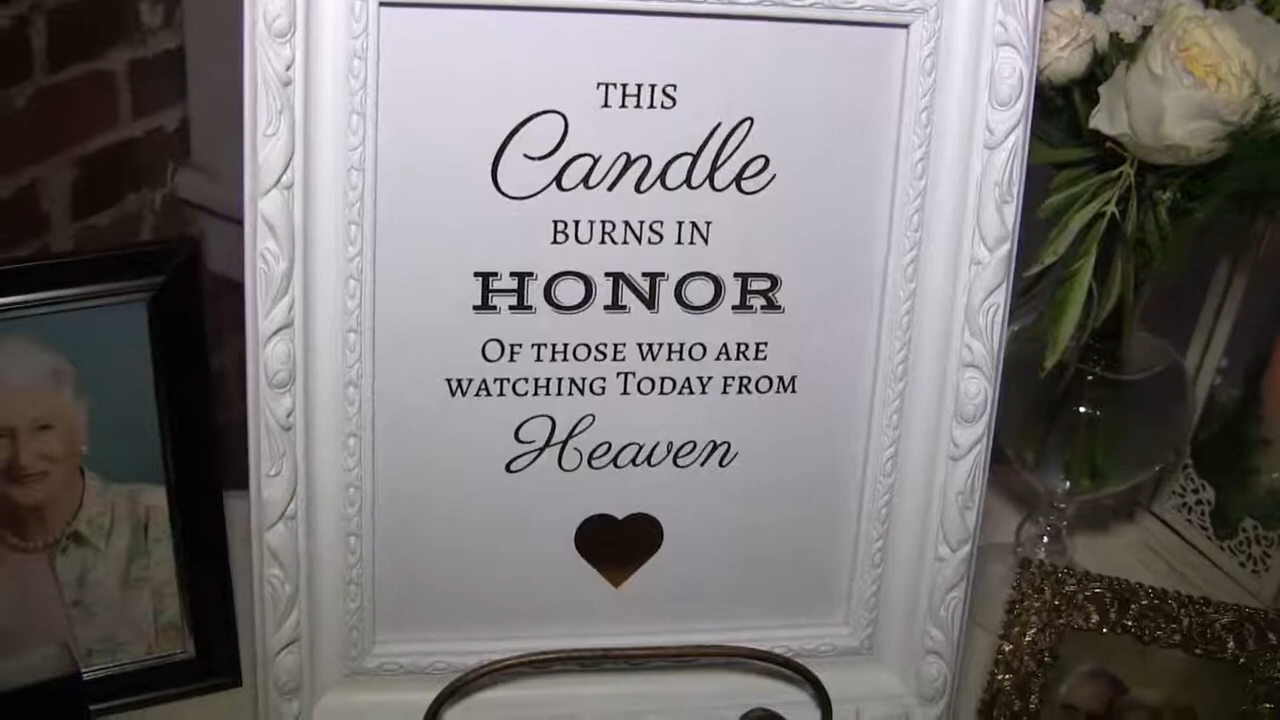 THIS
Candle
BURNS IN
HONOR
OF THOSE WHO ARE
WATCHING TODAY FROM
Heaven